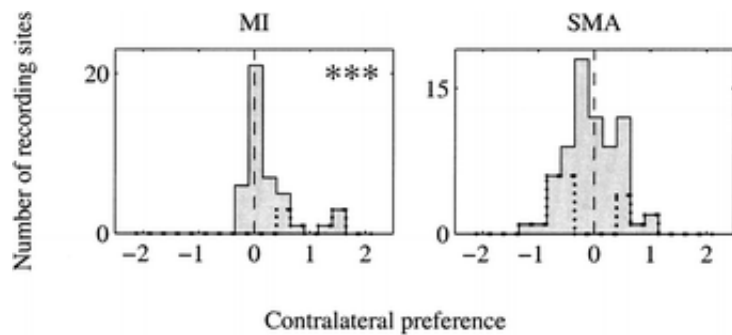 MI SMA
Number of recording sites
20
0
***
−2 −1 0 1 2
15
0
−2 −1 0 1 2
Contralateral preference